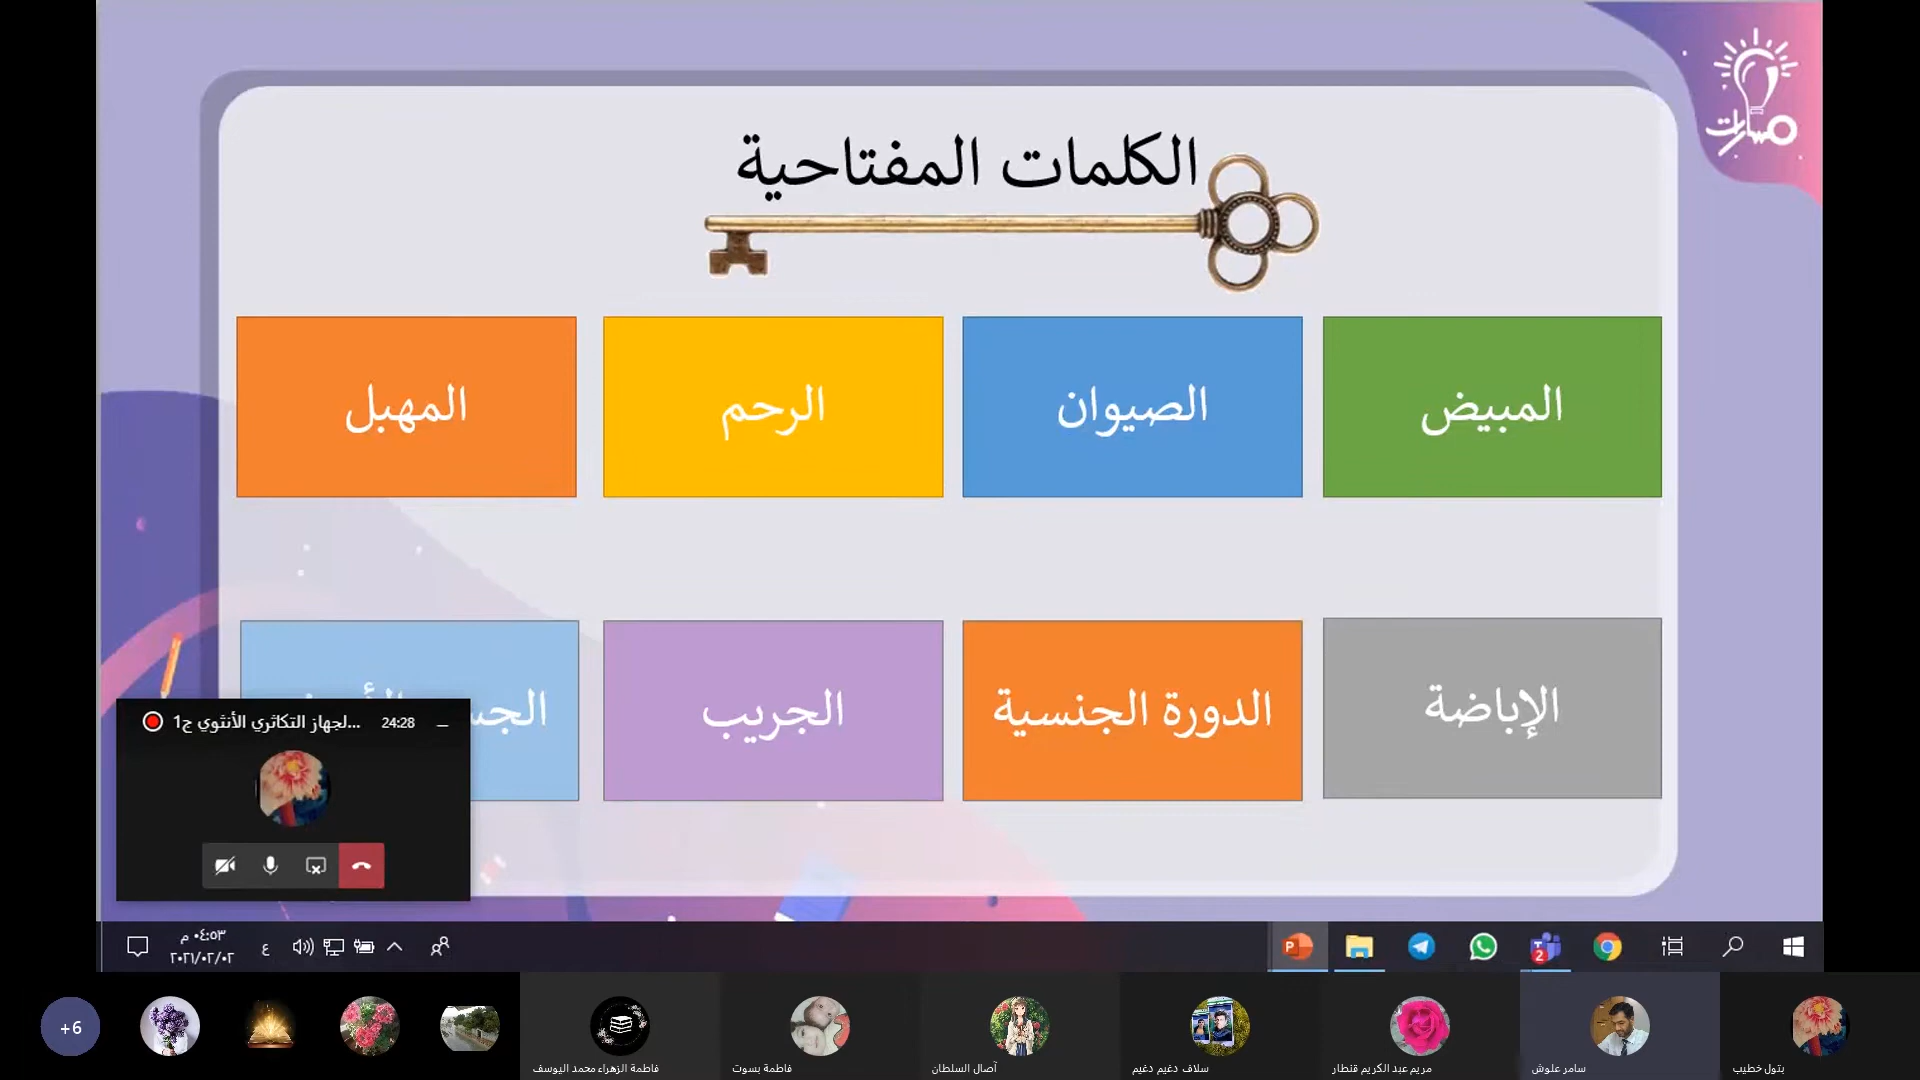 مسارات
الكلمات المفتاحية
المبيض
الصيوان
الرحم
المهبل
الإباضة
الدورة الجنسية
الجريب
...لجهاز التكاثري الأنثوي ج1
24:28
٠٤:٥٣ م
٢٠٢١/٠٢/٠٢
ع
+6
فاطمة الزهراء محمد اليوسف
فاطمة بسوت
آصال السلطان
سلاف دغيم دغيم
مريم عبد الكريم قنطار
سامر علوش
بتول خطيب